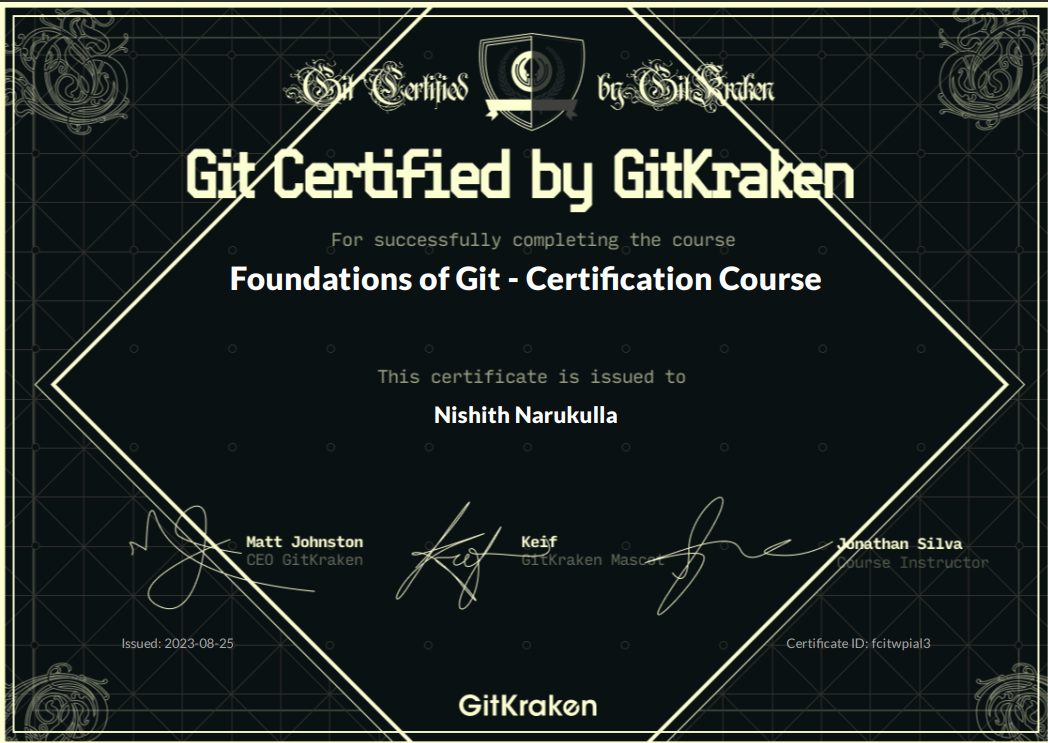 Git Certified by GitKraken
Git Certified by GitKraken
For successfully completing the course
Foundations of Git - Certification Course
This certificate is issued to
Nishith Narukulla
Matt Johnston
CEO GitKraken
Keif
GitKraken Mascot
Jonathan Silva
Course Instructor
Issued: 2023-08-25
Certificate ID: fcitwpial3
GitKraken